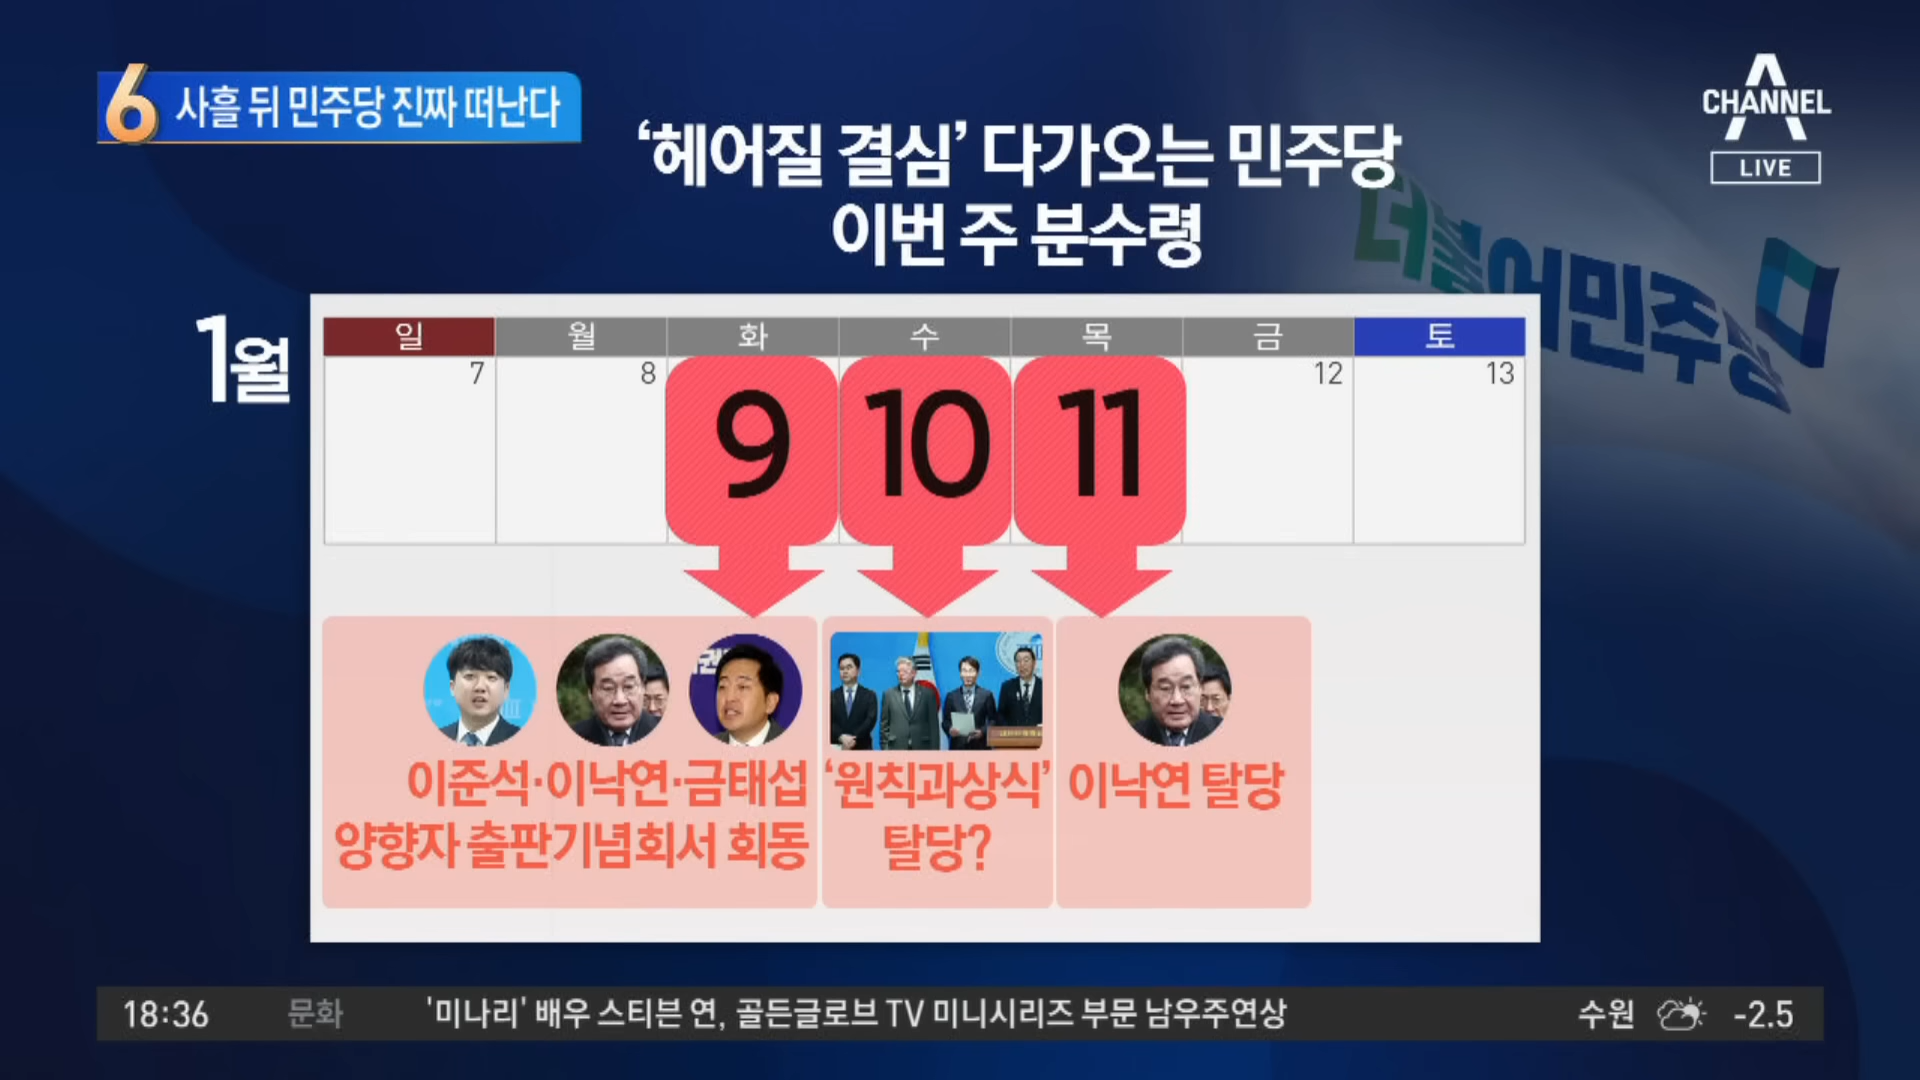 6 사흘 뒤 민주당 진짜 떠난다
CHANNEL A
LIVE
‘헤어질 결심’ 다가오는 민주당
이번 주 분수령
더불어민주당
1월
일 월 화 수 목 금 토
7 8 9 10 11 12 13
이준석·이낙연·금태섭
양향자 출판기념회서 회동
‘원칙과상식’
탈당?
이낙연 탈당
18:36 문화 '미나리' 배우 스티븐 연, 골든글로브 TV 미니시리즈 부문 남우주연상 수원 -2.5